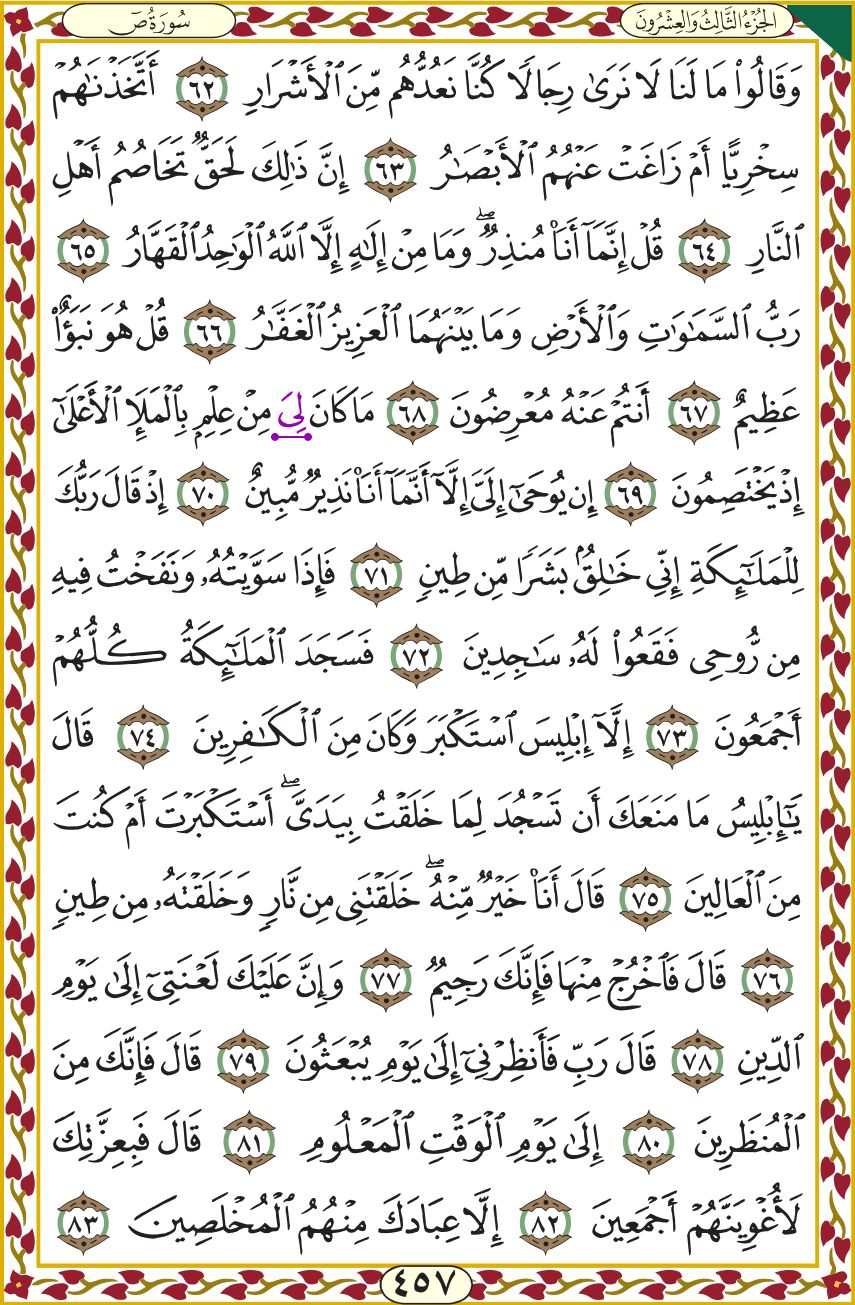 سُورَةُ صٓ
الجُزْءُ الثَّالِثُ وَالعِشْرُونَ
وَقَالُوا۟ مَا لَنَا لَا نَرَىٰ رِجَالًا كُنَّا نَعُدُّهُم مِّنَ ٱلْأَشْرَارِ ٦٢ أَتَّخَذْنَٰهُمْ
سِخْرِيًّا أَمْ زَاغَتْ عَنْهُمُ ٱلْأَبْصَٰرُ ٦٣ إِنَّ ذَٰلِكَ لَحَقٌّ تَخَاصُمُ أَهْلِ
ٱلنَّارِ ٦٤ قُلْ إِنَّمَآ أَنَا۠ مُنذِرٌ ۖ وَمَا مِنْ إِلَٰهٍ إِلَّا ٱللَّهُ ٱلْوَٰحِدُ ٱلْقَهَّارُ ٦٥
رَبُّ ٱلسَّمَٰوَٰتِ وَٱلْأَرْضِ وَمَا بَيْنَهُمَا ٱلْعَزِيزُ ٱلْغَفَّٰرُ ٦٦ قُلْ هُوَ نَبَؤٌا۟
عَظِيمٌ ٦٧ أَنتُمْ عَنْهُ مُعْرِضُونَ ٦٨ مَا كَانَ لِىَ مِنْ عِلْمٍۭ بِٱلْمَلَإِ ٱلْأَعْلَىٰٓ
إِذْ يَخْتَصِمُونَ ٦٩ إِن يُوحَىٰٓ إِلَىَّ إِلَّآ أَنَّمَآ أَنَا۠ نَذِيرٌ مُّبِينٌ ٧٠ إِذْ قَالَ رَبُّكَ
لِلْمَلَٰٓئِكَةِ إِنِّى خَٰلِقٌۢ بَشَرًا مِّن طِينٍ ٧١ فَإِذَا سَوَّيْتُهُۥ وَنَفَخْتُ فِيهِ
مِن رُّوحِى فَقَعُوا۟ لَهُۥ سَٰجِدِينَ ٧٢ فَسَجَدَ ٱلْمَلَٰٓئِكَةُ كُلُّهُمْ
أَجْمَعُونَ ٧٣ إِلَّآ إِبْلِيسَ ٱسْتَكْبَرَ وَكَانَ مِنَ ٱلْكَٰفِرِينَ ٧٤ قَالَ
يَٰٓإِبْلِيسُ مَا مَنَعَكَ أَن تَسْجُدَ لِمَا خَلَقْتُ بِيَدَىَّ ۖ أَسْتَكْبَرْتَ أَمْ كُنتَ
مِنَ ٱلْعَالِينَ ٧٥ قَالَ أَنَا۠ خَيْرٌ مِّنْهُ ۖ خَلَقْتَنِى مِن نَّارٍ وَخَلَقْتَهُۥ مِن طِينٍ
٧٦ قَالَ فَٱخْرُجْ مِنْهَا فَإِنَّكَ رَجِيمٌ ٧٧ وَإِنَّ عَلَيْكَ لَعْنَتِىٓ إِلَىٰ يَوْمِ
ٱلدِّينِ ٧٨ قَالَ رَبِّ فَأَنظِرْنِىٓ إِلَىٰ يَوْمِ يُبْعَثُونَ ٧٩ قَالَ فَإِنَّكَ مِنَ
ٱلْمُنظَرِينَ ٨٠ إِلَىٰ يَوْمِ ٱلْوَقْتِ ٱلْمَعْلُومِ ٨١ قَالَ فَبِعِزَّتِكَ
لَأُغْوِيَنَّهُمْ أَجْمَعِينَ ٨٢ إِلَّا عِبَادَكَ مِنْهُمُ ٱلْمُخْلَصِينَ ٨٣
٤٥٧